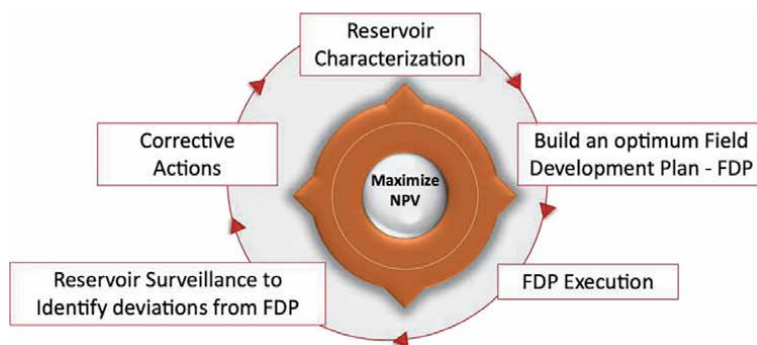 Reservoir
Characterization
Build an optimum Field
Development Plan - FDP
FDP Execution
Reservoir Surveillance to
Identify deviations from FDP
Corrective
Actions
Maximize
NPV